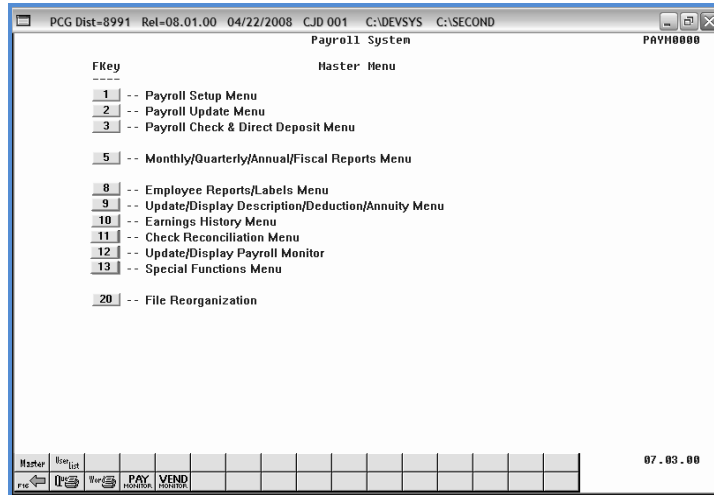 PCG Dist=8991 Rel=08.01.00 04/22/2008 CJD 001 C:\DEVSYS C:\SECOND
Payroll System PAYM0000
FKey Master Menu
----
1 -- Payroll Setup Menu
2 -- Payroll Update Menu
3 -- Payroll Check & Direct Deposit Menu
5 -- Monthly/Quarterly/Annual/Fiscal Reports Menu
8 -- Employee Reports/Labels Menu
9 -- Update/Display Description/Deduction/Annuity Menu
10 -- Earnings History Menu
11 -- Check Reconciliation Menu
12 -- Update/Display Payroll Monitor
13 -- Special Functions Menu
20 -- File Reorganization
Master User List 07.03.00
F16 Que Word PAY MONITOR VEND MONITOR